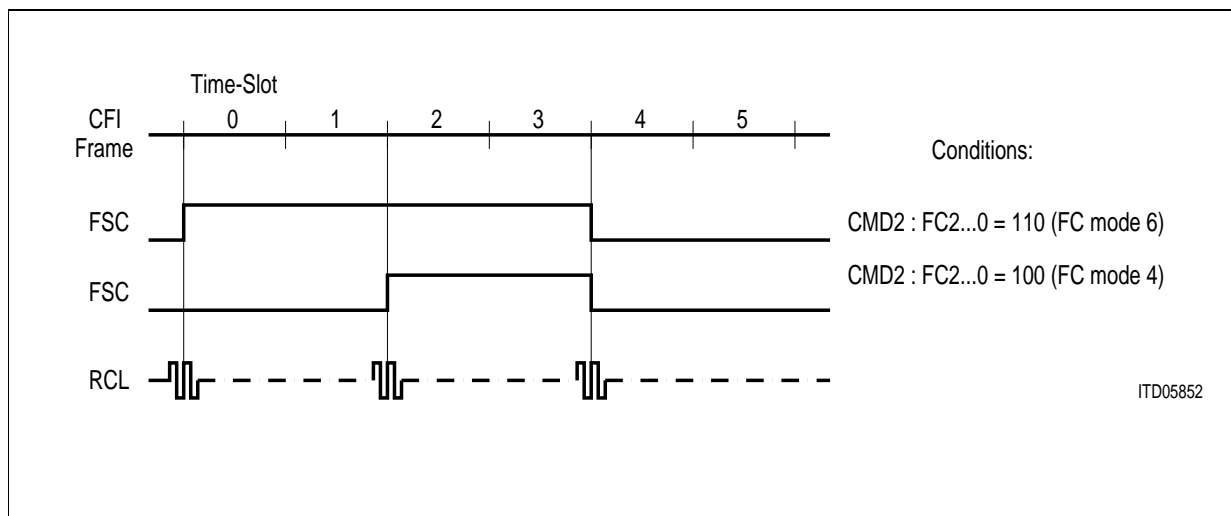 Time-Slot
CFI 0 1 2 3 4 5
Frame
Conditions:
FSC
CMD2 : FC2...0 = 110 (FC mode 6)
FSC
CMD2 : FC2...0 = 100 (FC mode 4)
RCL
ITD05852